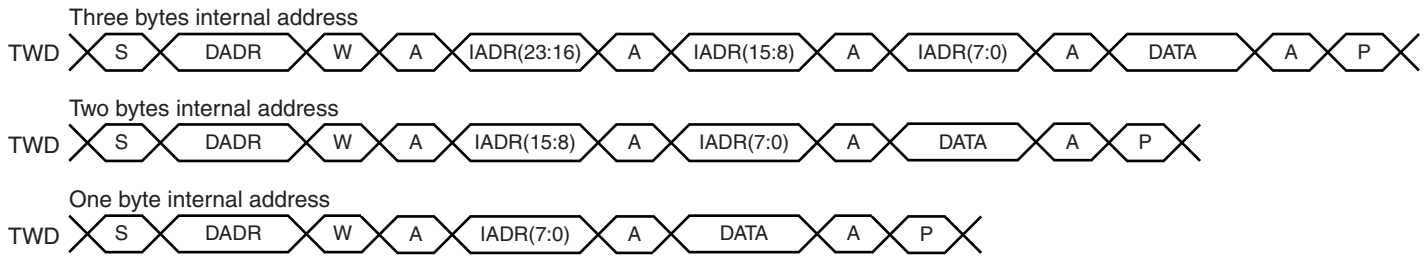 Three bytes internal address
TWD S DADR W A IADR(23:16) A IADR(15:8) A IADR(7:0) A DATA A P
Two bytes internal address
TWD S DADR W A IADR(15:8) A IADR(7:0) A DATA A P
One byte internal address
TWD S DADR W A IADR(7:0) A DATA A P